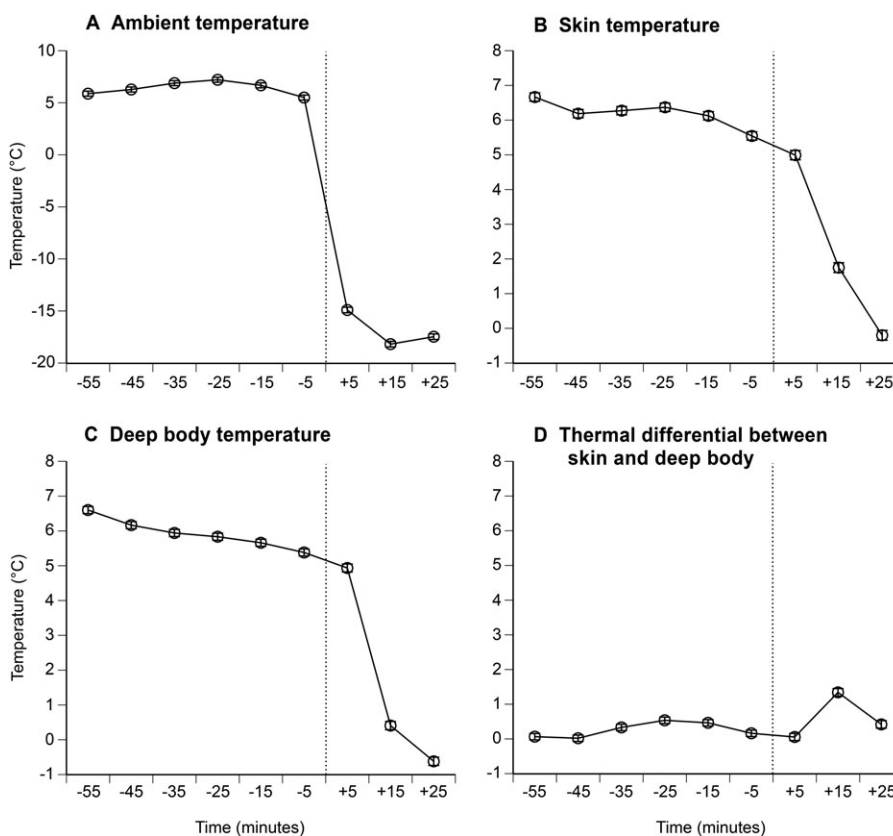 A Ambient temperature
10
5
0
-5
-10
-15
-20
Temperature (°C)
-55 -45 -35 -25 -15 -5 +5 +15 +25
B Skin temperature
8
7
6
5
4
3
2
1
0
-1
-55 -45 -35 -25 -15 -5 +5 +15 +25
C Deep body temperature
8
7
6
5
4
3
2
1
0
-1
Temperature (°C)
-55 -45 -35 -25 -15 -5 +5 +15 +25
Time (minutes)
D Thermal differential between
skin and deep body
8
7
6
5
4
3
2
1
0
-1
-55 -45 -35 -25 -15 -5 +5 +15 +25
Time (minutes)